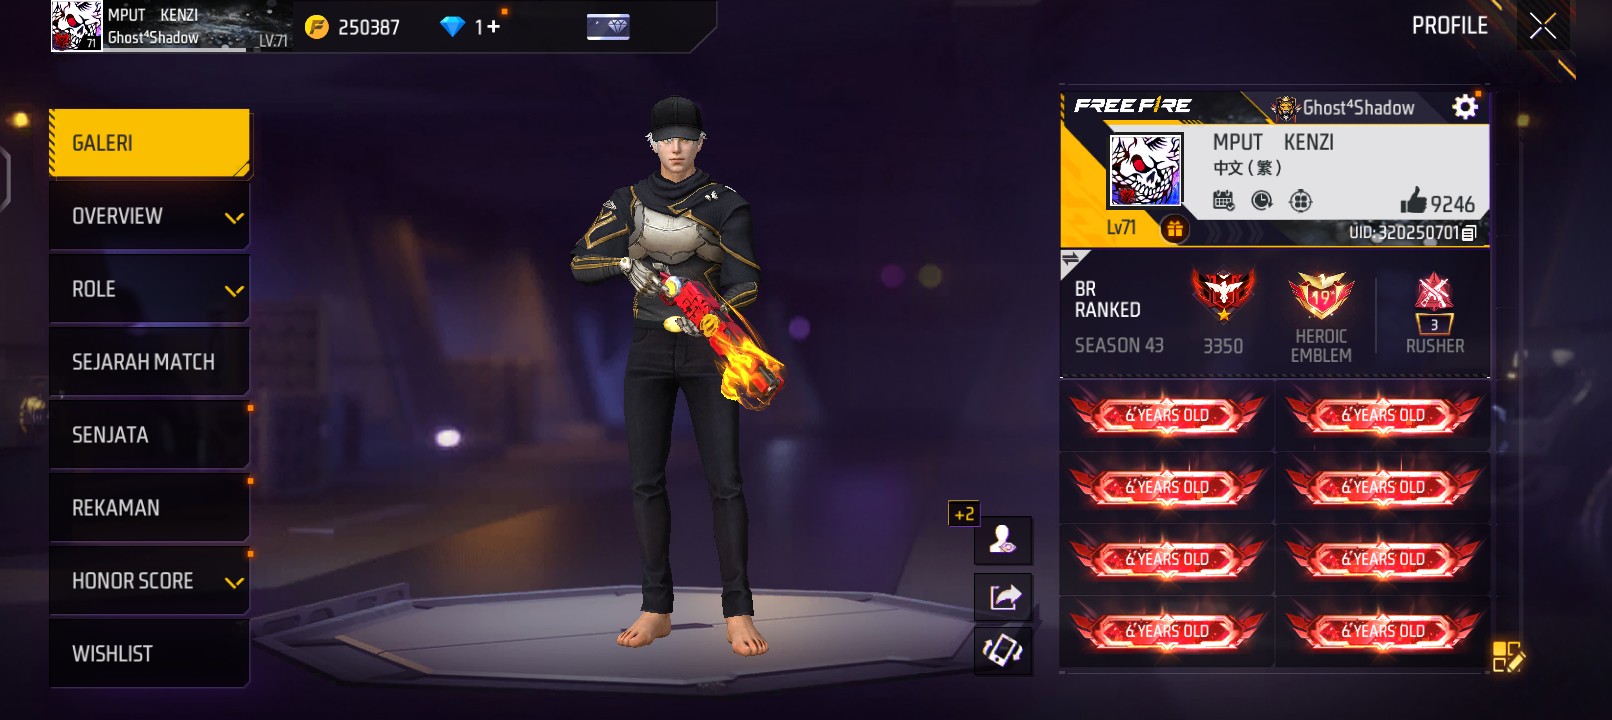 MPUT KENZI
Ghost⁴Shadow
LV.71
71
250387
1+
PROFILE
GALERI
OVERVIEW
ROLE
SEJARAH MATCH
SENJATA
REKAMAN
HONOR SCORE
WISHLIST
+2
FREE FIRE
Ghost⁴Shadow
MPUT KENZI
中文(繁)
9246
Lv71
UID:320250701
BR
RANKED
SEASON 43
3350
19
HEROIC
EMBLEM
3
RUSHER
6 YEARS OLD
6 YEARS OLD
6 YEARS OLD
6 YEARS OLD
6 YEARS OLD
6 YEARS OLD
6 YEARS OLD
6 YEARS OLD